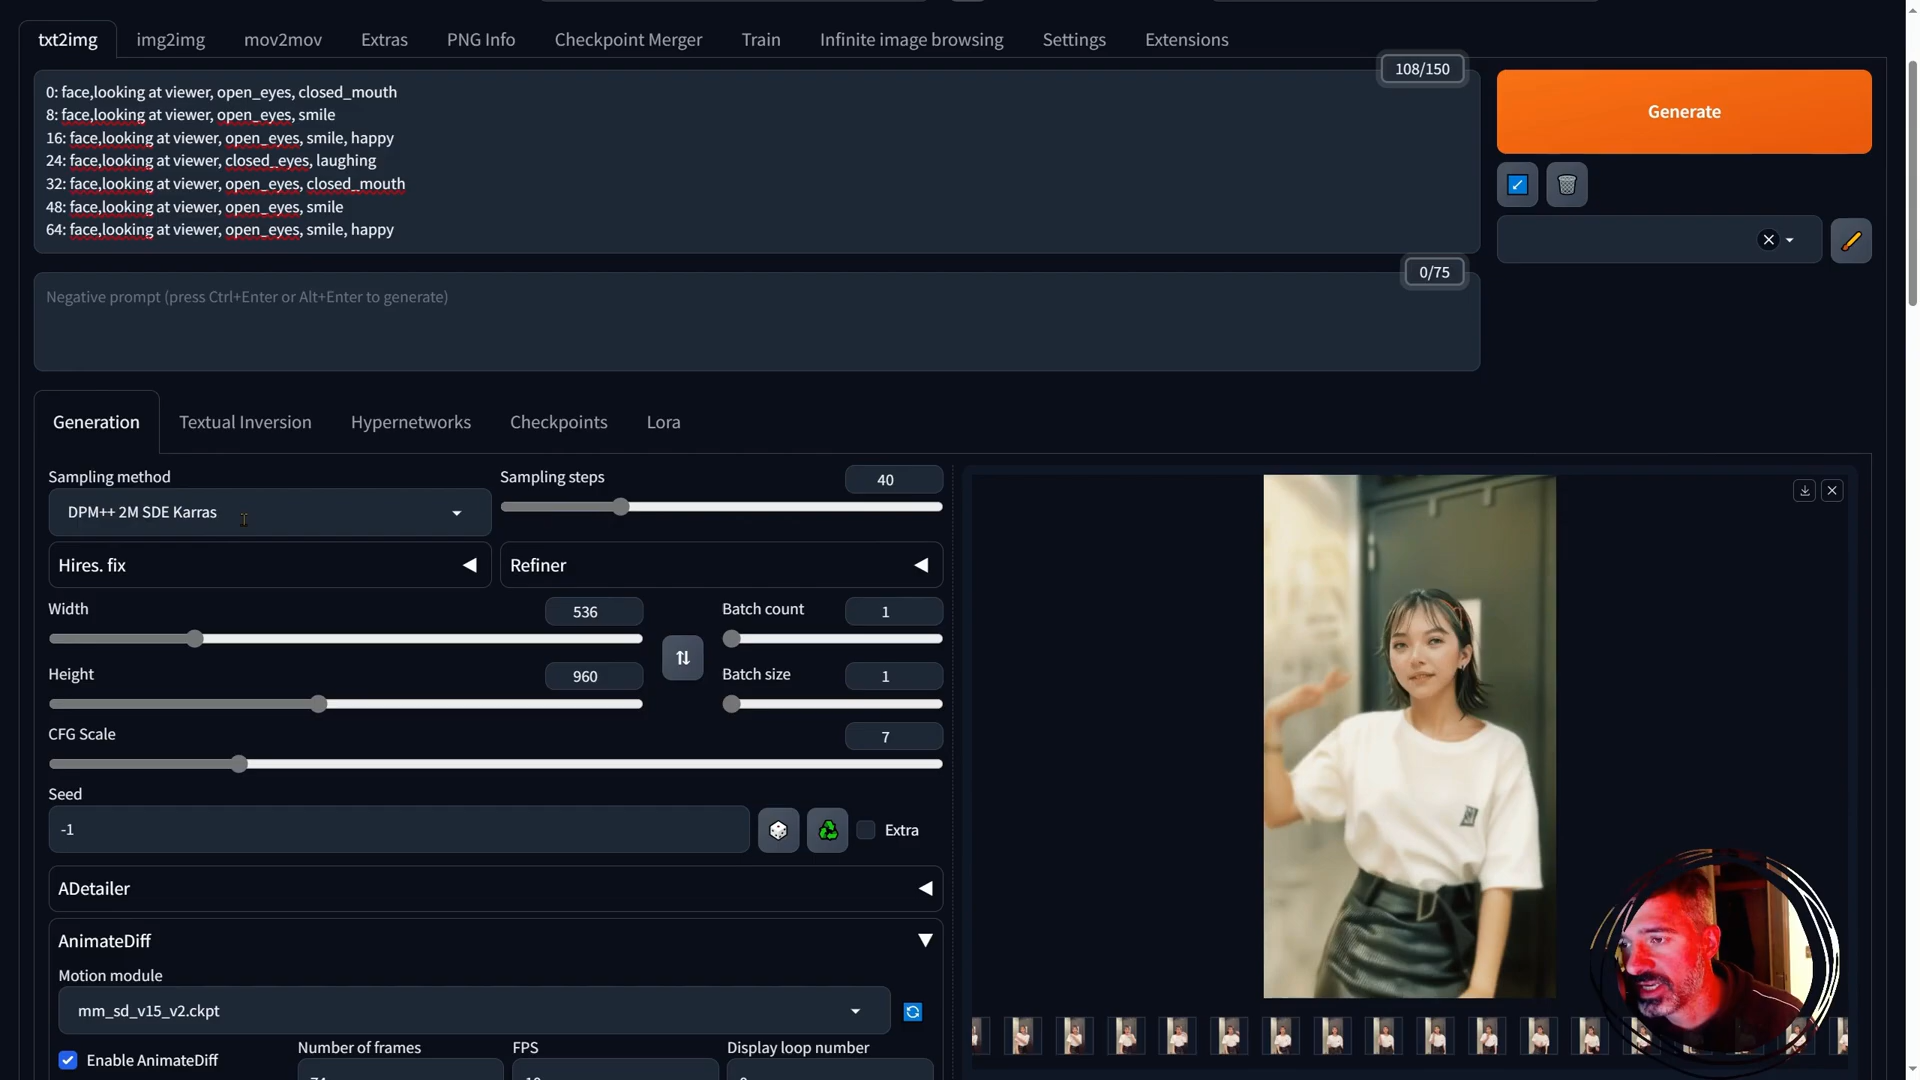 txt2img img2img mov2mov Extras PNG Info Checkpoint Merger Train Infinite image browsing Settings Extensions
108/150
0: face,looking at viewer, open_eyes, closed_mouth
8: face,looking at viewer, open_eyes, smile
16: face,looking at viewer, open_eyes, smile, happy
24: face,looking at viewer, closed_eyes, laughing
32: face,looking at viewer, open_eyes, closed_mouth
48: face,looking at viewer, open_eyes, smile
64: face,looking at viewer, open_eyes, smile, happy
Generate
0/75
Negative prompt (press Ctrl+Enter or Alt+Enter to generate)
Generation Textual Inversion Hypernetworks Checkpoints Lora
Sampling method
DPM++ 2M SDE Karras
Sampling steps
40
Hires. fix
Refiner
Width
536
Batch count
1
Height
960
Batch size
1
CFG Scale
7
Seed
-1
Extra
ADetailer
AnimateDiff
Motion module
mm_sd_v15_v2.ckpt
Enable AnimateDiff
Number of frames
FPS
Display loop number